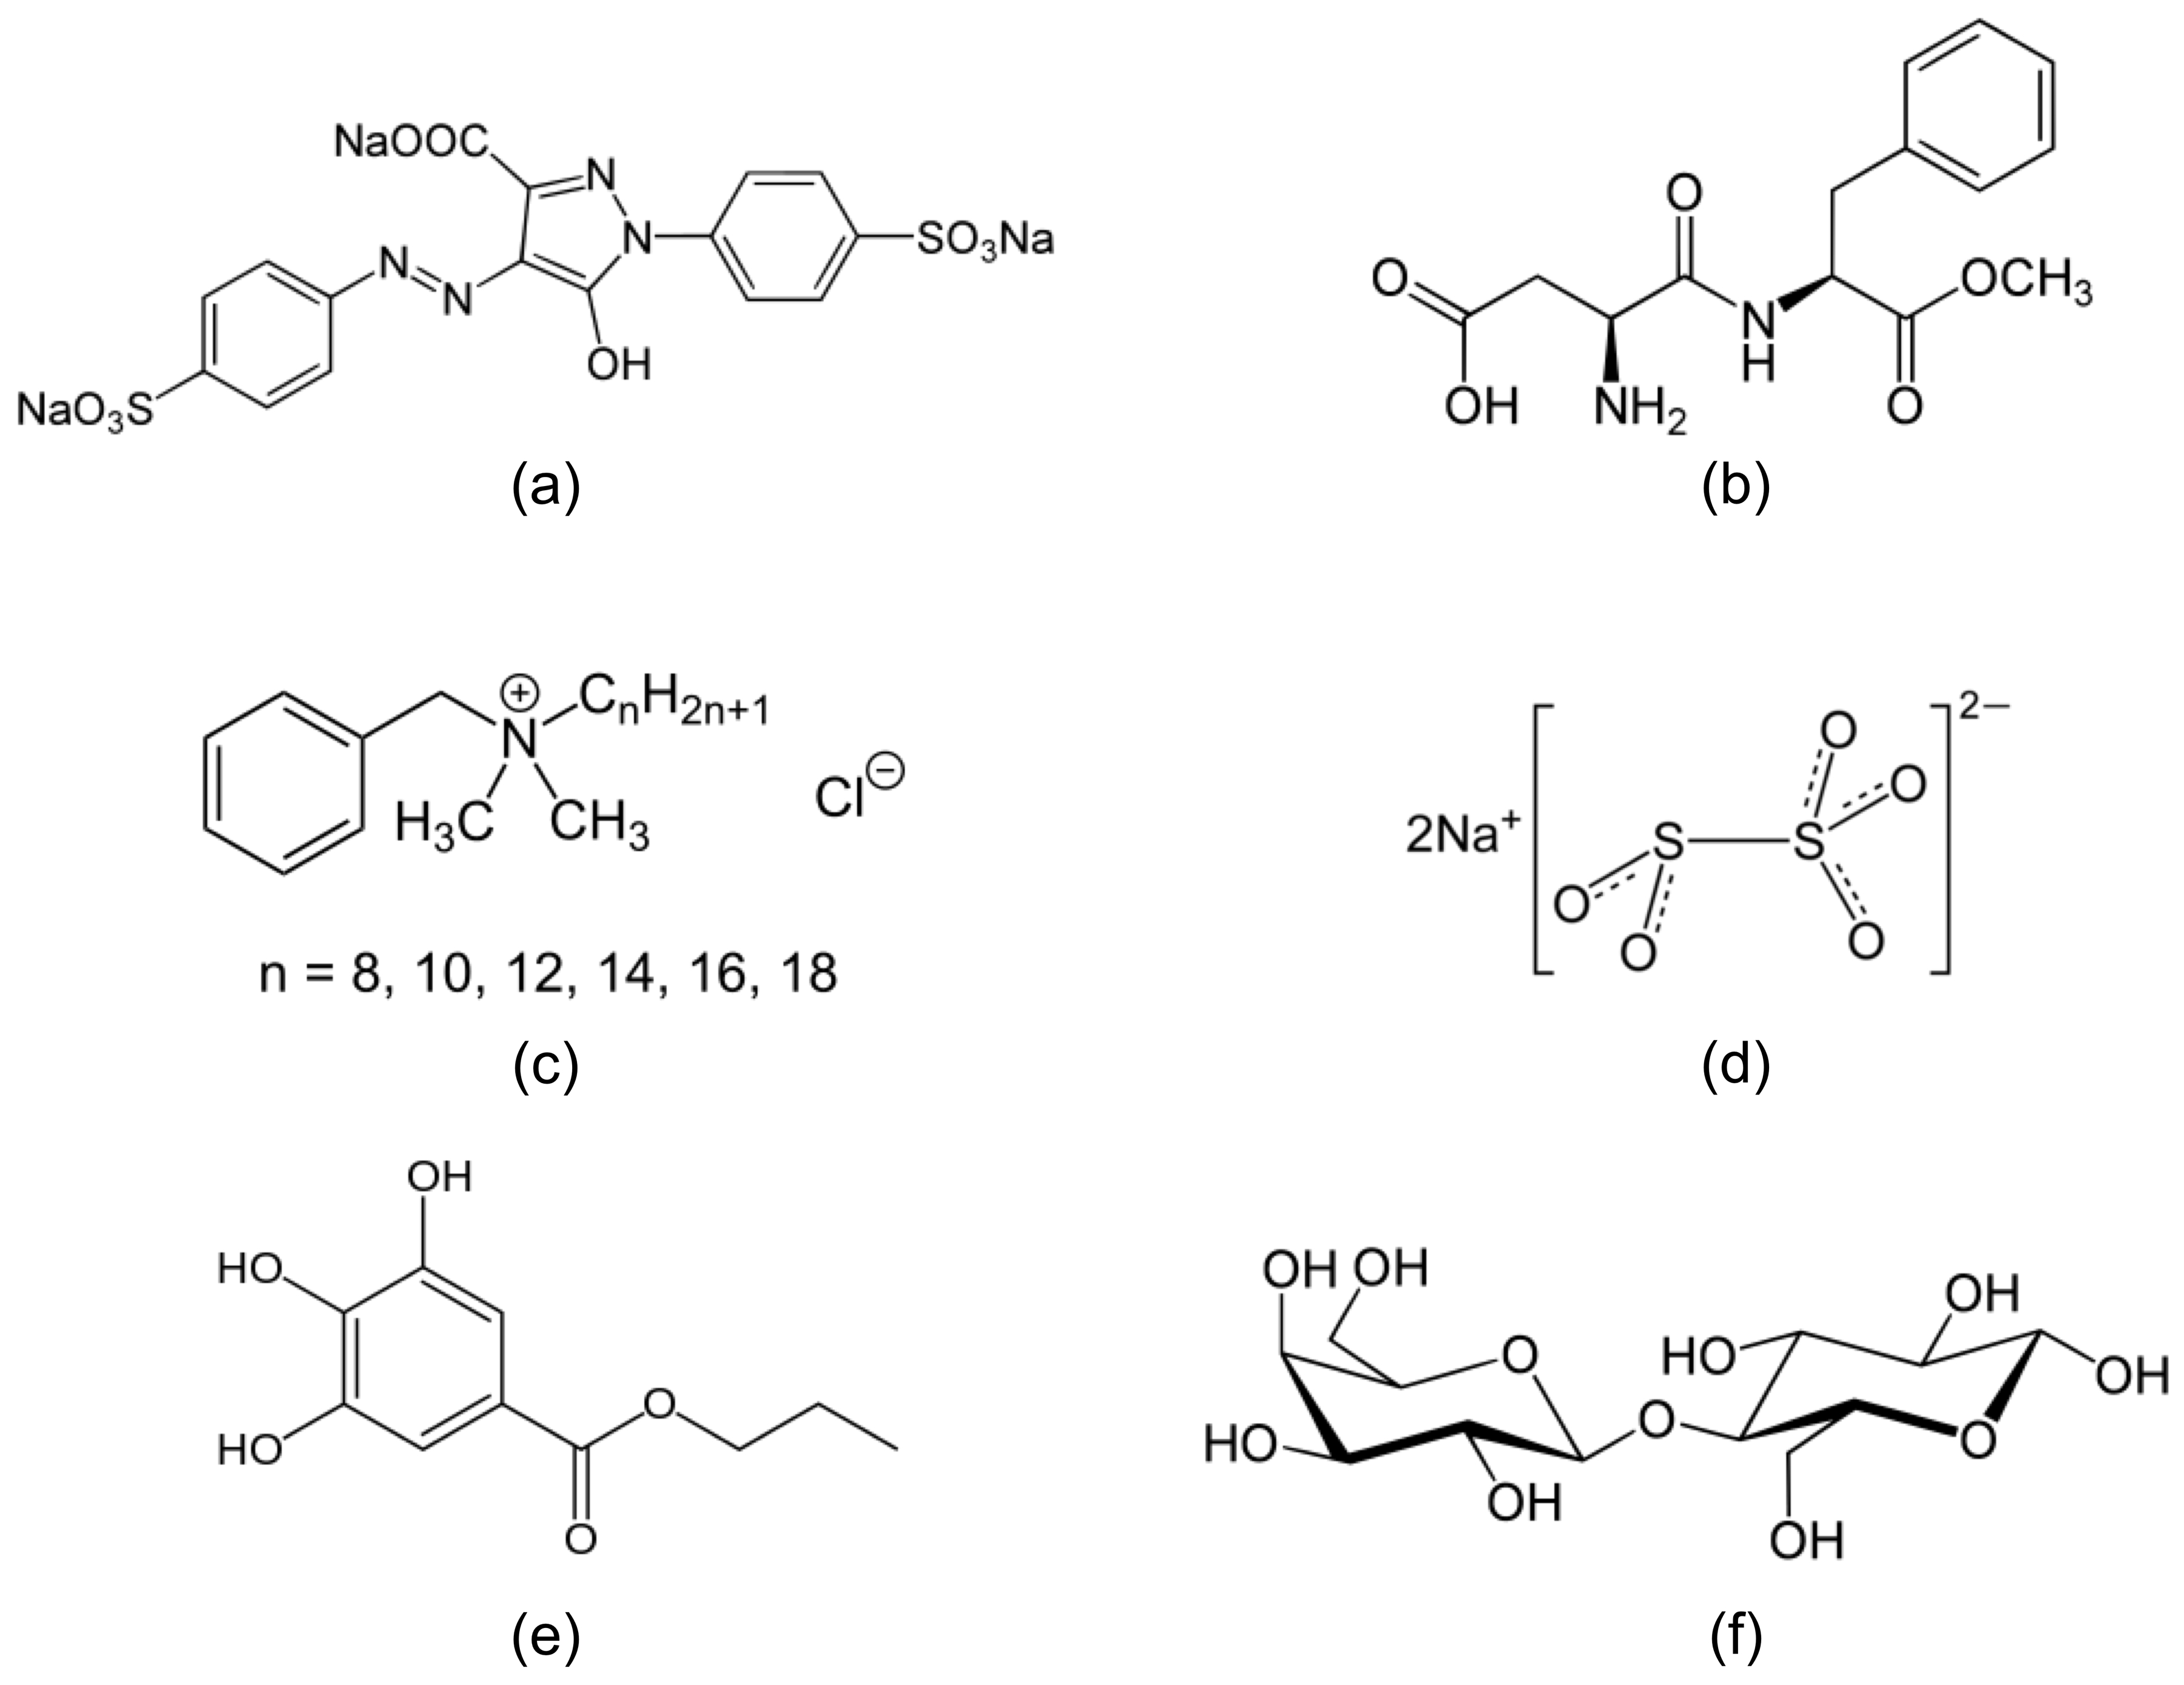 NaOOC
N
N
SO₃Na
N
N
OH
NaO₃S
(a)
O
O
OCH₃
N
H
OH
NH₂
O
(b)
⊕
N
CₙH₂ₙ₊₁
H₃C
CH₃
Cl⊖
n = 8, 10, 12, 14, 16, 18
(c)
2Na⁺
2−
O
O
S
S
O
O
O
(d)
OH
HO
HO
O
O
(e)
OH
OH
OH
O
HO
OH
HO
O
O
OH
OH
(f)